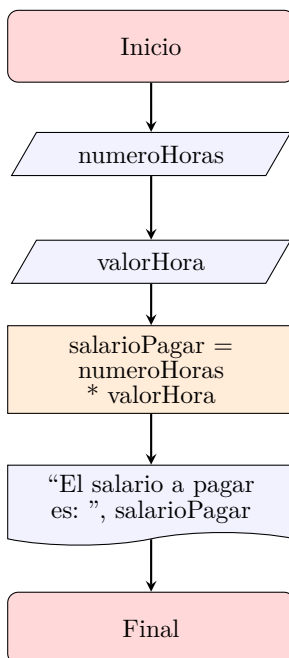 Inicio
numeroHoras
valorHora
salarioPagar =
numeroHoras
* valorHora
“El salario a pagar
es: ”, salarioPagar
Final